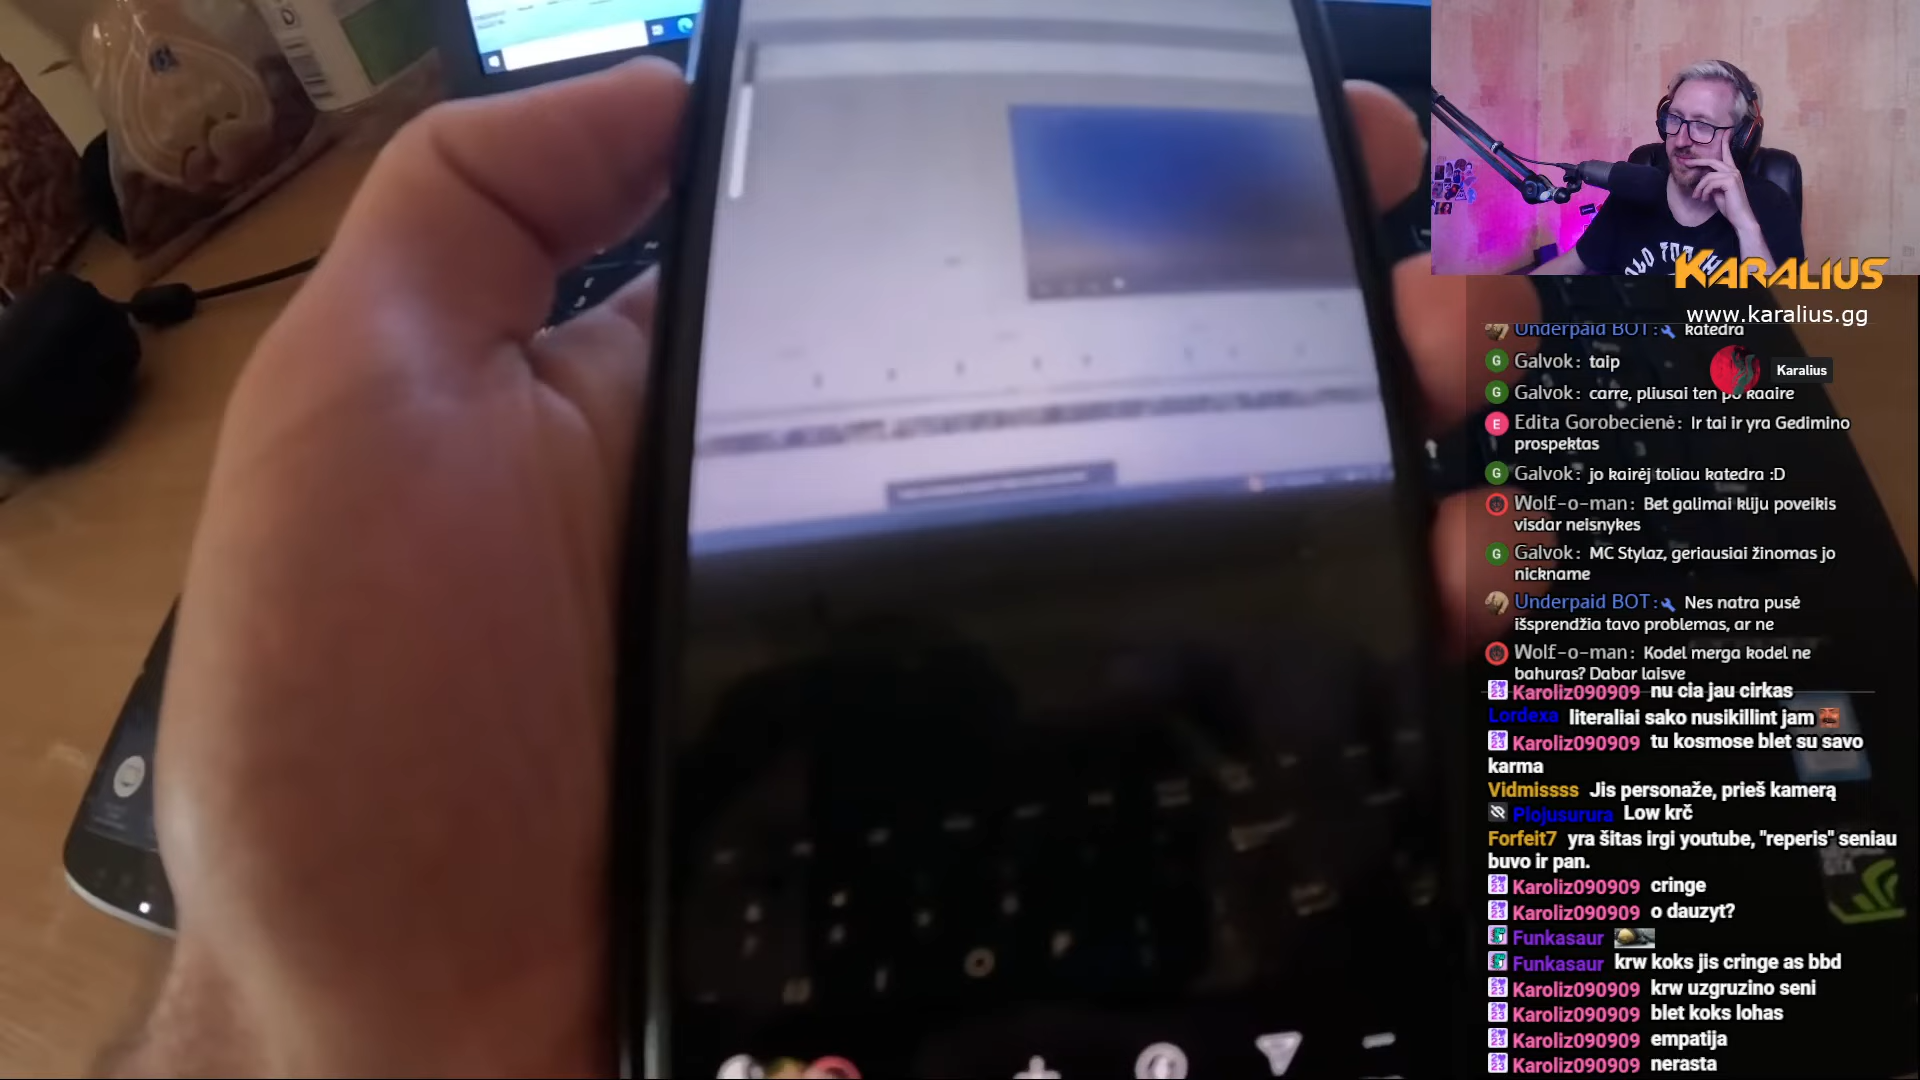 KARALIUS
www.karalius.gg
Underpaid BOT: katedra
Galvok: taip
Karalius
Galvok: carre, pliusai ten po kaaire
Edita Gorobecienė: Ir tai ir yra Gedimino
prospektas
Galvok: jo kairėj toliau katedra :D
Wolf-o-man: Bet galimai kliju poveikis
visdar neisnykes
Galvok: MC Stylaz, geriausiai žinomas jo
nickname
Underpaid BOT: Nes natra pusė
išsprendžia tavo problemas, ar ne
Wolf-o-man: Kodel merga kodel ne
bahuras? Dabar laisve
Karoliz090909 nu cia jau cirkas
Lordexa literaliai sako nusikillint jam
Karoliz090909 tu kosmose blet su savo
karma
Vidmissss Jis personaže, prieš kamerą
Plojusurura Low krč
Forfeit7 yra šitas irgi youtube, "reperis" seniau
buvo ir pan.
Karoliz090909 cringe
Karoliz090909 o dauzyt?
Funkasaur
Funkasaur krw koks jis cringe as bbd
Karoliz090909 krw uzgruzino seni
Karoliz090909 blet koks lohas
Karoliz090909 empatija
Karoliz090909 nerasta